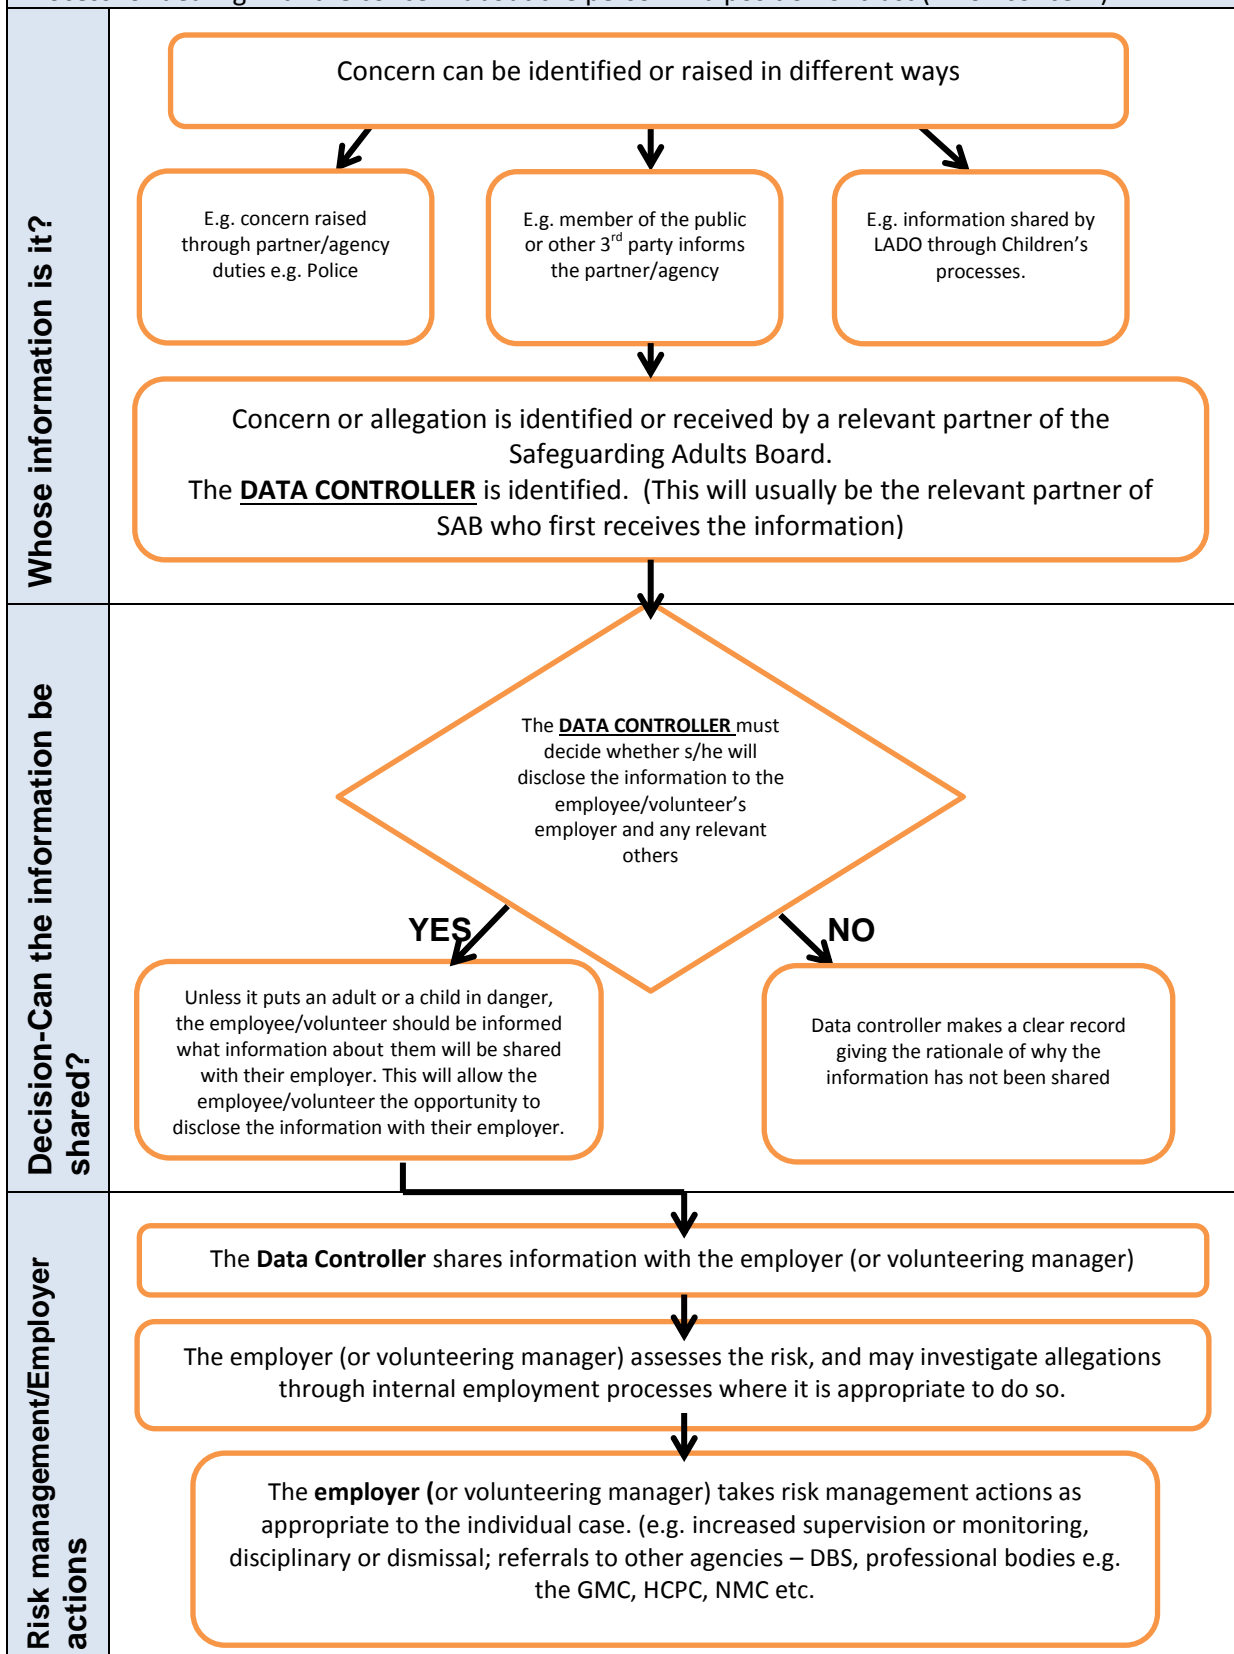 Concern can be identified or raised in different ways
Whose information is it?
E.g. concern raised
through partner/agency
duties e.g. Police
E.g. member of the public
or other 3rd party informs
the partner/agency
E.g. information shared by
LADO through Children's
processes.
Concern or allegation is identified or received by a relevant partner of the
Safeguarding Adults Board.
The DATA CONTROLLER is identified. (This will usually be the relevant partner of
SAB who first receives the information)
Decision-Can the information be
shared?
The DATA CONTROLLER must
decide whether s/he will
disclose the information to the
employee/volunteer's
employer and any relevant
others
YES
NO
Unless it puts an adult or a child in danger,
the employee/volunteer should be informed
what information about them will be shared
with their employer. This will allow the
employee/volunteer the opportunity to
disclose the information with their employer.
Data controller makes a clear record
giving the rationale of why the
information has not been shared
Risk management/Employer
actions
The Data Controller shares information with the employer (or volunteering manager)
The employer (or volunteering manager) assesses the risk, and may investigate allegations
through internal employment processes where it is appropriate to do so.
The employer (or volunteering manager) takes risk management actions as
appropriate to the individual case. (e.g. increased supervision or monitoring,
disciplinary or dismissal; referrals to other agencies – DBS, professional bodies e.g.
the GMC, HCPC, NMC etc.